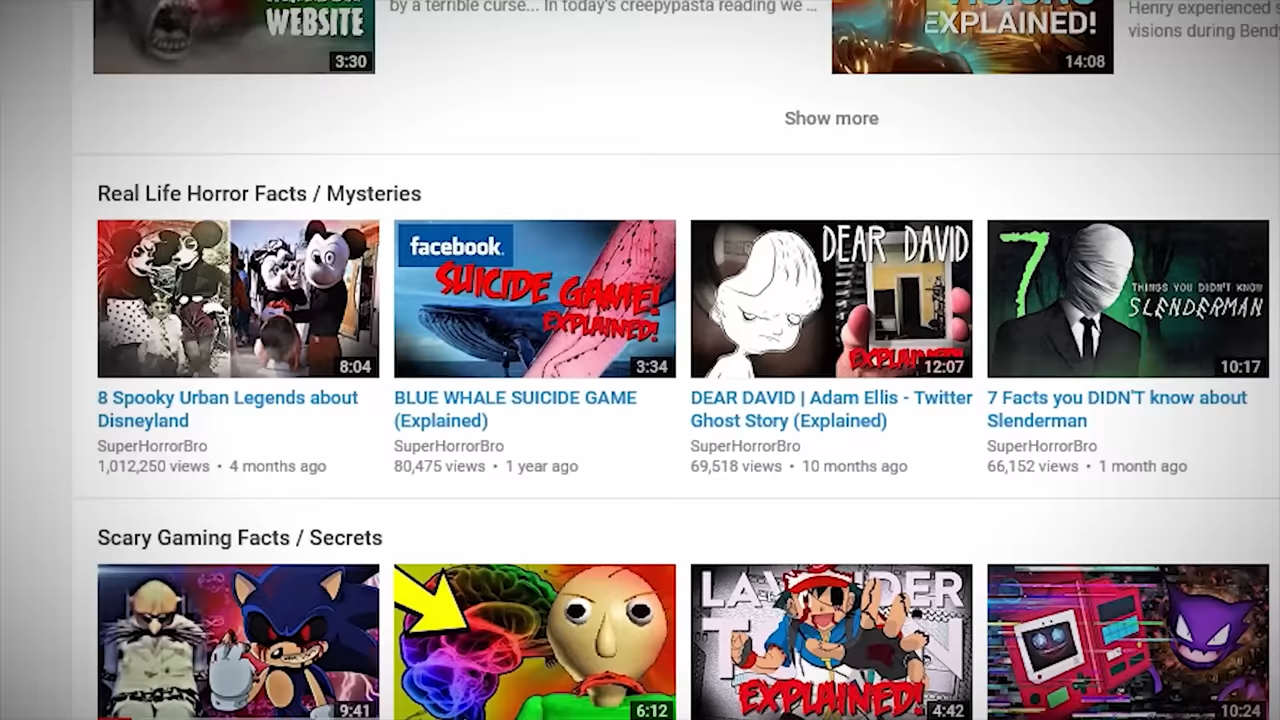 WEBSITE
3:30
by a terrible curse... In today's creepypasta reading we ...
EXPLAINED!
14:08
Henry experienced
visions during Bendy
Show more
Real Life Horror Facts / Mysteries
facebook.
SUICIDE GAME!
EXPLAINED!
8:04
3:34
DEAR DAVID
EXPLAINED!
12:07
7
THINGS YOU DIDN'T KNOW
SLENDERMAN
10:17
8 Spooky Urban Legends about
Disneyland
SuperHorrorBro
1,012,250 views • 4 months ago
BLUE WHALE SUICIDE GAME
(Explained)
SuperHorrorBro
80,475 views • 1 year ago
DEAR DAVID | Adam Ellis - Twitter
Ghost Story (Explained)
SuperHorrorBro
69,518 views • 10 months ago
7 Facts you DIDN'T know about
Slenderman
SuperHorrorBro
66,152 views • 1 month ago
Scary Gaming Facts / Secrets
9:41
6:12
EXPLAINED!
4:42
10:24